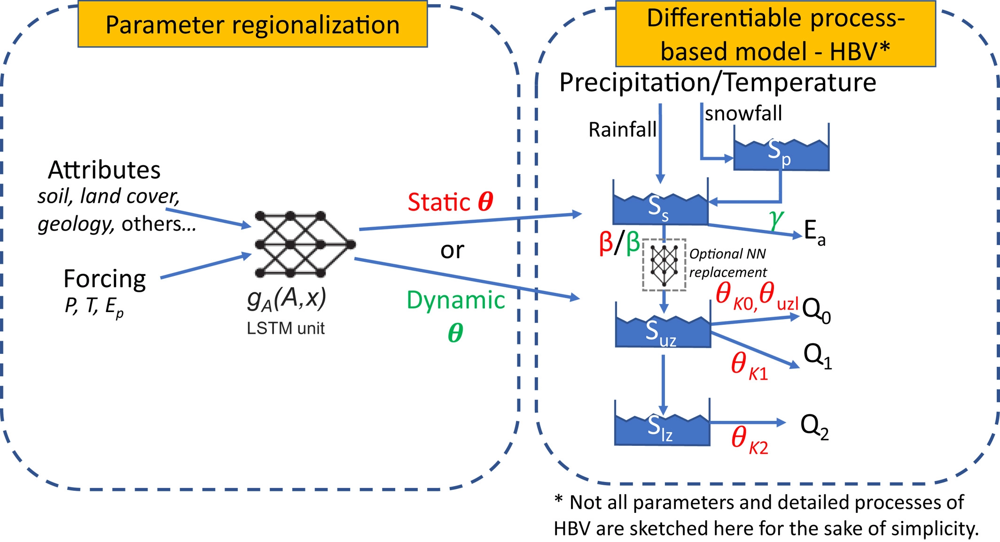 Parameter regionalization
Attributes
soil, land cover,
geology, others...
Forcing
P, T, Ep
gA(A,x)
LSTM unit
Static θ
or
Dynamic
θ
Differentiable process-
based model - HBV*
Precipitation/Temperature
snowfall
Rainfall
Sp
Ss
γ
Ea
β/β
Optional NN
replacement
θK0, θuzl
Q0
Suz
Q1
θK1
Slz
Q2
θK2
* Not all parameters and detailed processes of
HBV are sketched here for the sake of simplicity.